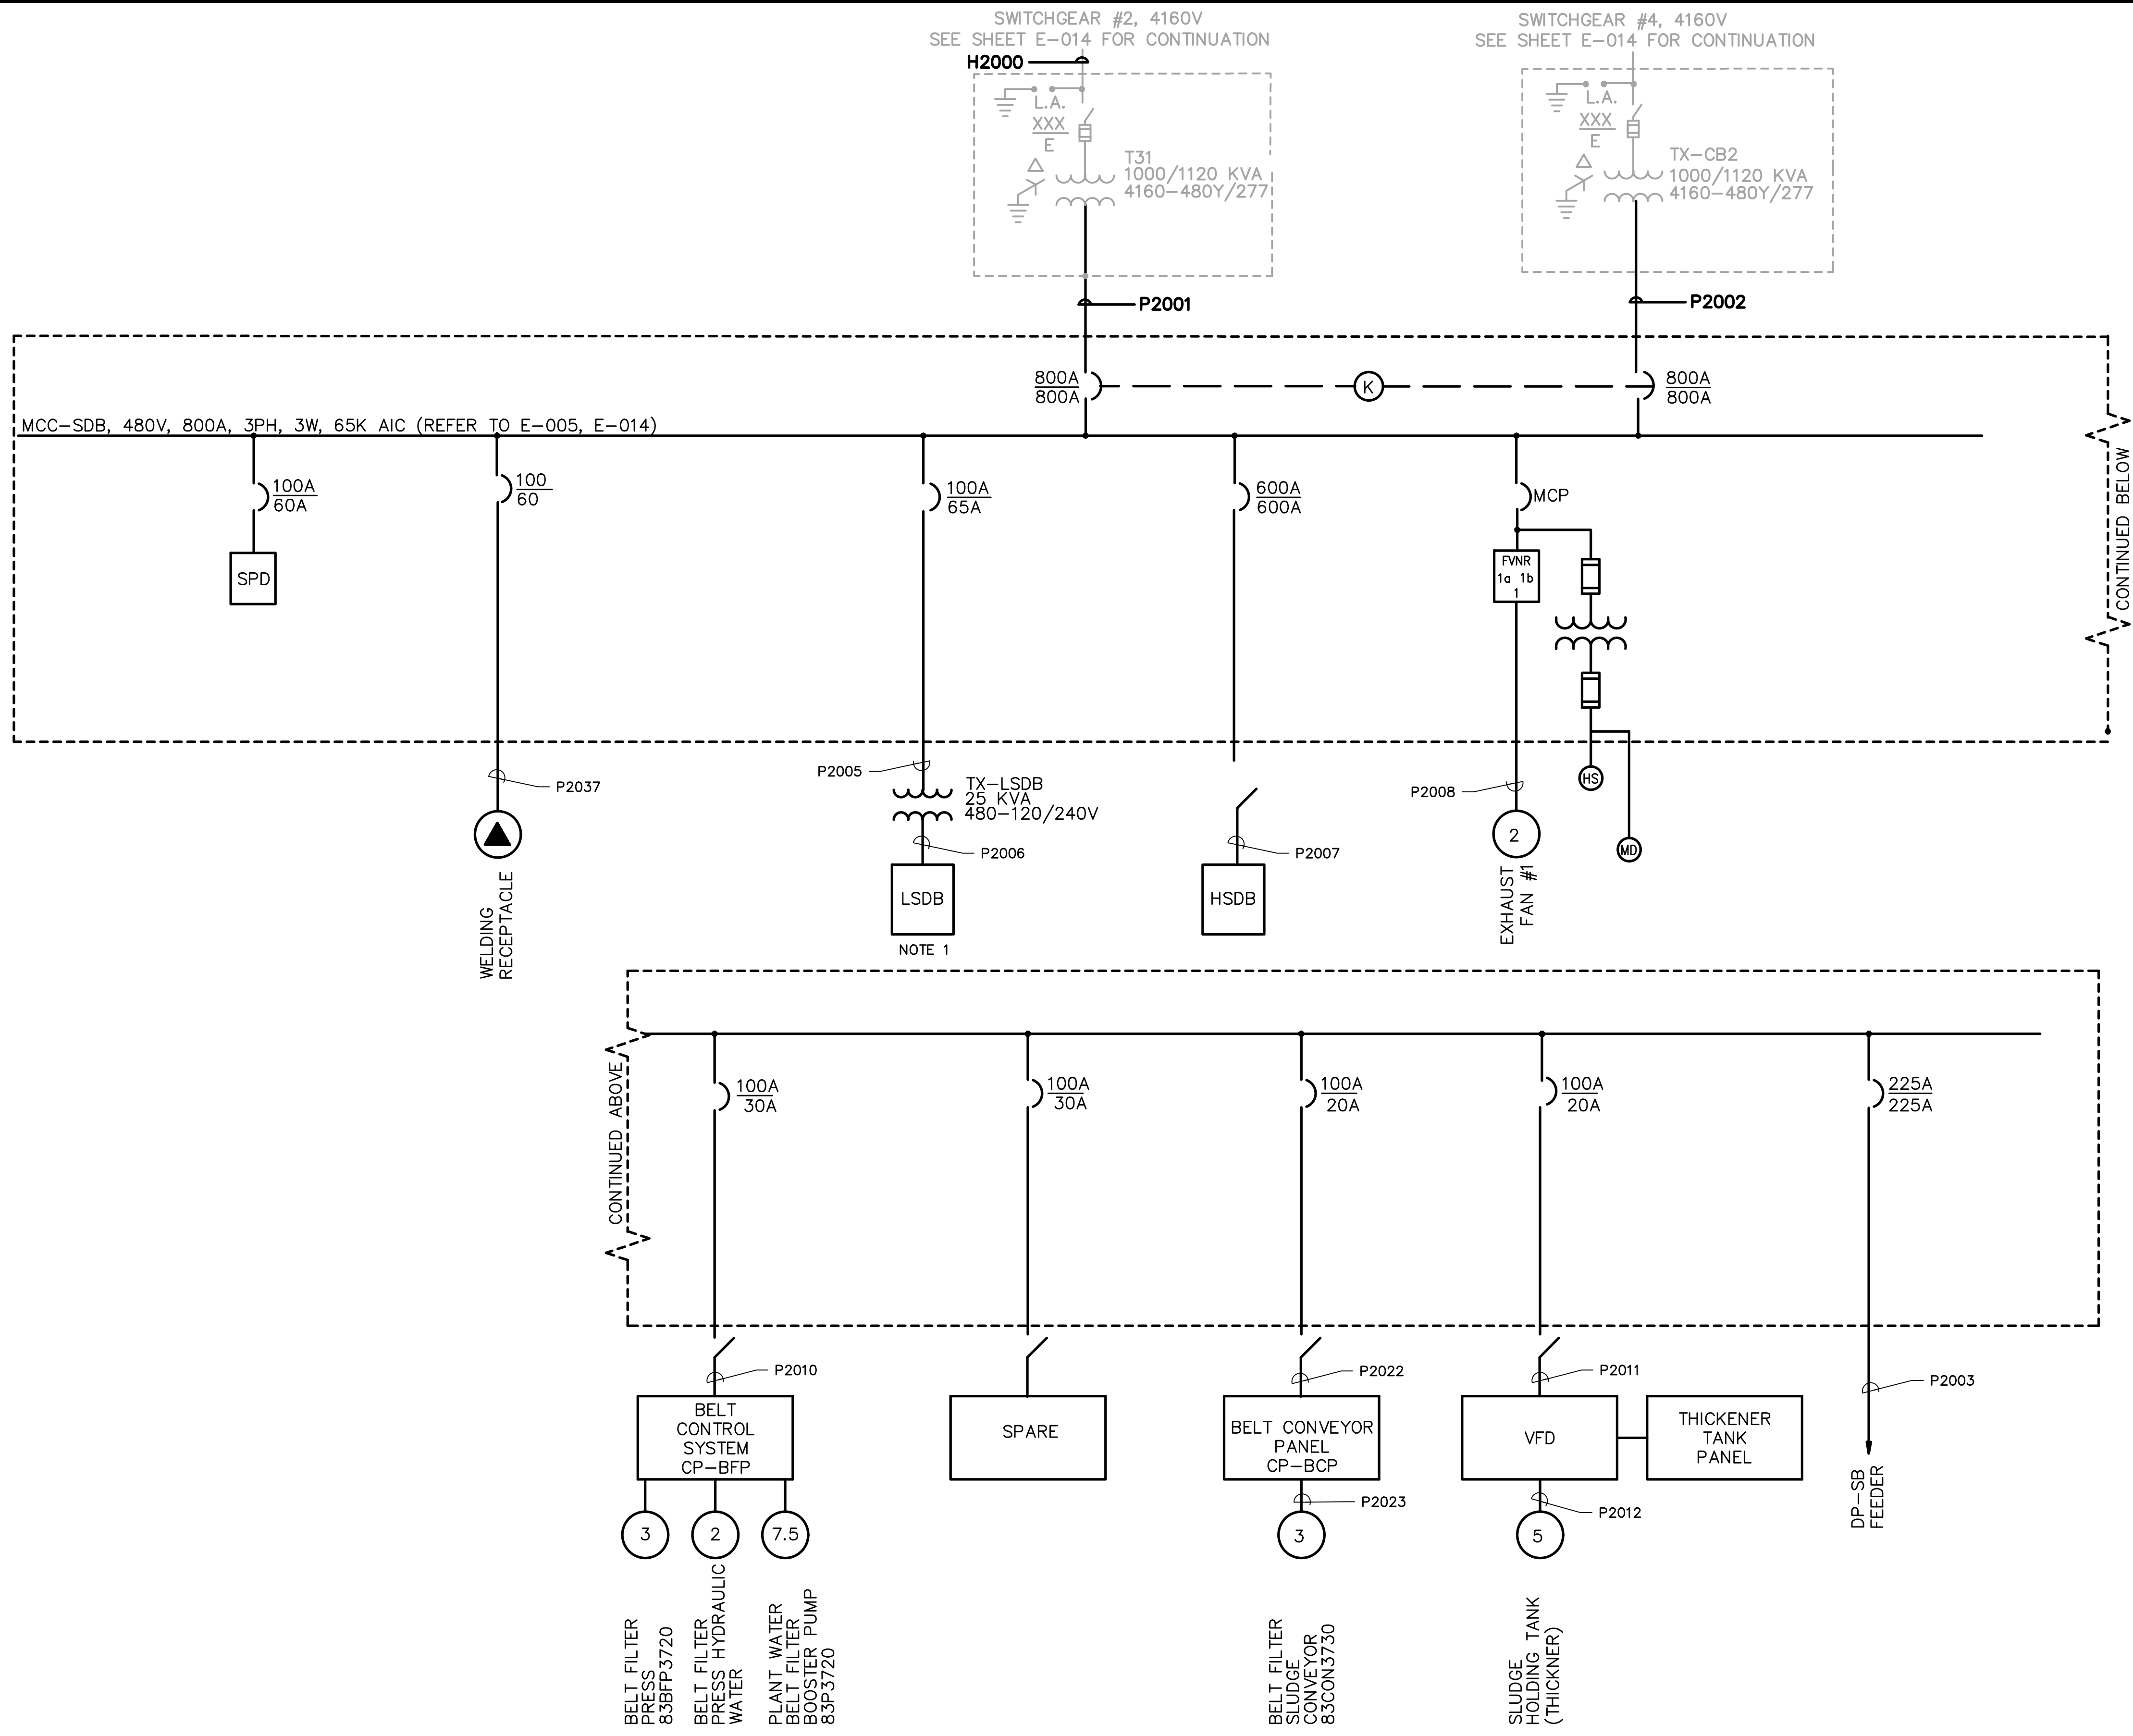 SWITCHGEAR #2, 4160V
SEE SHEET E-014 FOR CONTINUATION
H2000
L.A.
XXX
E
T31
1000/1120 KVA
4160-480Y/277
P2001
SWITCHGEAR #4, 4160V
SEE SHEET E-014 FOR CONTINUATION
L.A.
XXX
E
TX-CB2
1000/1120 KVA
4160-480Y/277
P2002
800A
800A
K
800A
800A
MCC-SDB, 480V, 800A, 3PH, 3W, 65K AIC (REFER TO E-005, E-014)
CONTINUED BELOW
100A
60A
SPD
100
60
P2037
WELDING
RECEPTACLE
100A
65A
P2005
TX-LSDB
25 KVA
480-120/240V
P2006
LSDB
NOTE 1
600A
600A
P2007
HSDB
MCP
FVNR
1a 1b
1
P2008
2
EXHAUST
FAN #1
HS
MD
CONTINUED ABOVE
100A
30A
P2010
BELT
CONTROL
SYSTEM
CP-BFP
3
2
7.5
BELT FILTER
PRESS
83BFP3720
BELT FILTER
PRESS HYDRAULIC
WATER
PLANT WATER
BELT FILTER
BOOSTER PUMP
83P3720
100A
30A
SPARE
100A
20A
P2022
BELT CONVEYOR
PANEL
CP-BCP
P2023
3
BELT FILTER
SLUDGE
CONVEYOR
83CON3730
100A
20A
P2011
VFD
THICKENER
TANK
PANEL
P2012
5
SLUDGE
HOLDING TANK
(THICKNER)
225A
225A
P2003
DP-SB
FEEDER